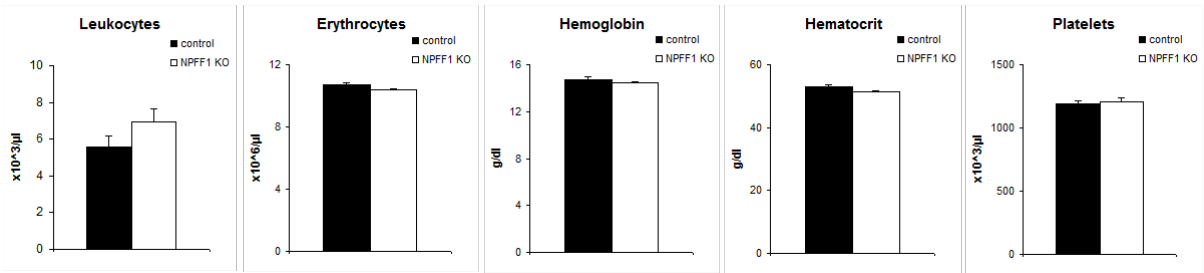 Leukocytes
control
NPFF1 KO
10
8
6
4
2
0
x10^3/µl
Erythrocytes
control
NPFF1 KO
12
8
4
0
x10^6/µl
Hemoglobin
control
NPFF1 KO
16
12
8
4
0
g/dl
Hematocrit
control
NPFF1 KO
60
40
20
0
g/dl
Platelets
control
NPFF1 KO
1500
1000
500
0
x10^3/µl